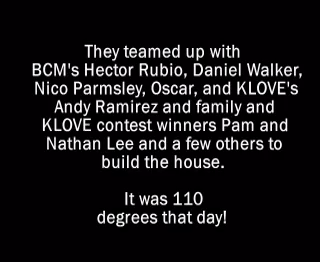 They teamed up with
BCM's Hector Rubio, Daniel Walker,
Nico Parmsley, Oscar, and KLOVE's
Andy Ramirez and family and
KLOVE contest winners Pam and
Nathan Lee and a few others to
build the house.
It was 110
degrees that day!